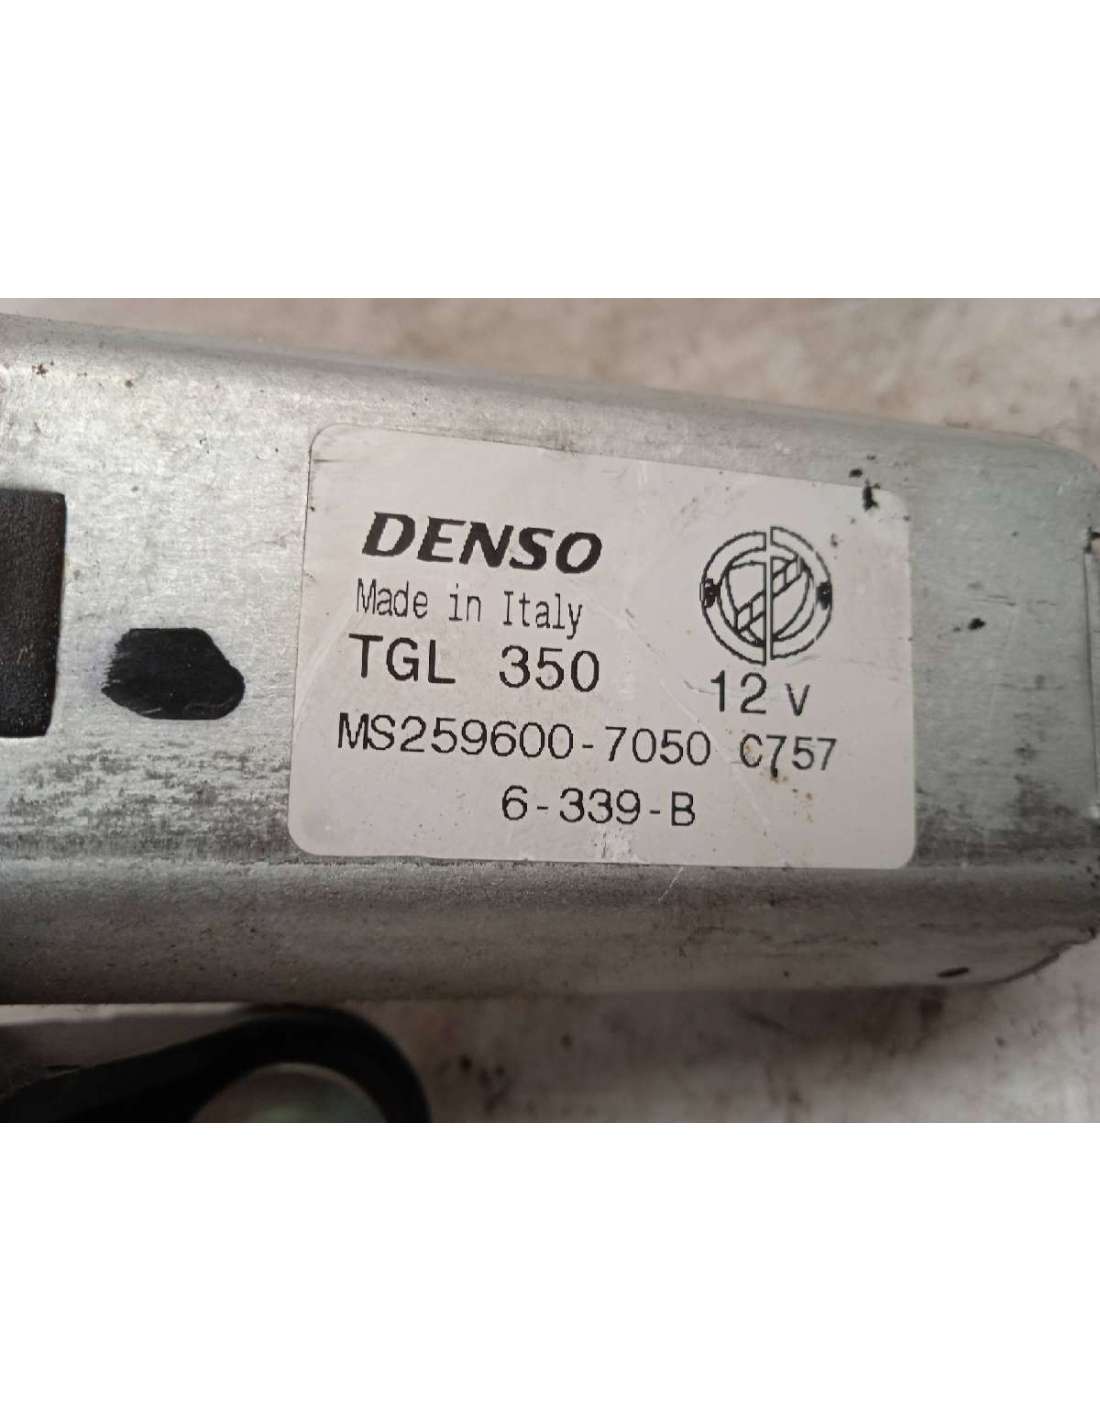 DENSO
Made in Italy
TGL 350
12 V
MS259600-7050 C757
6-339-B